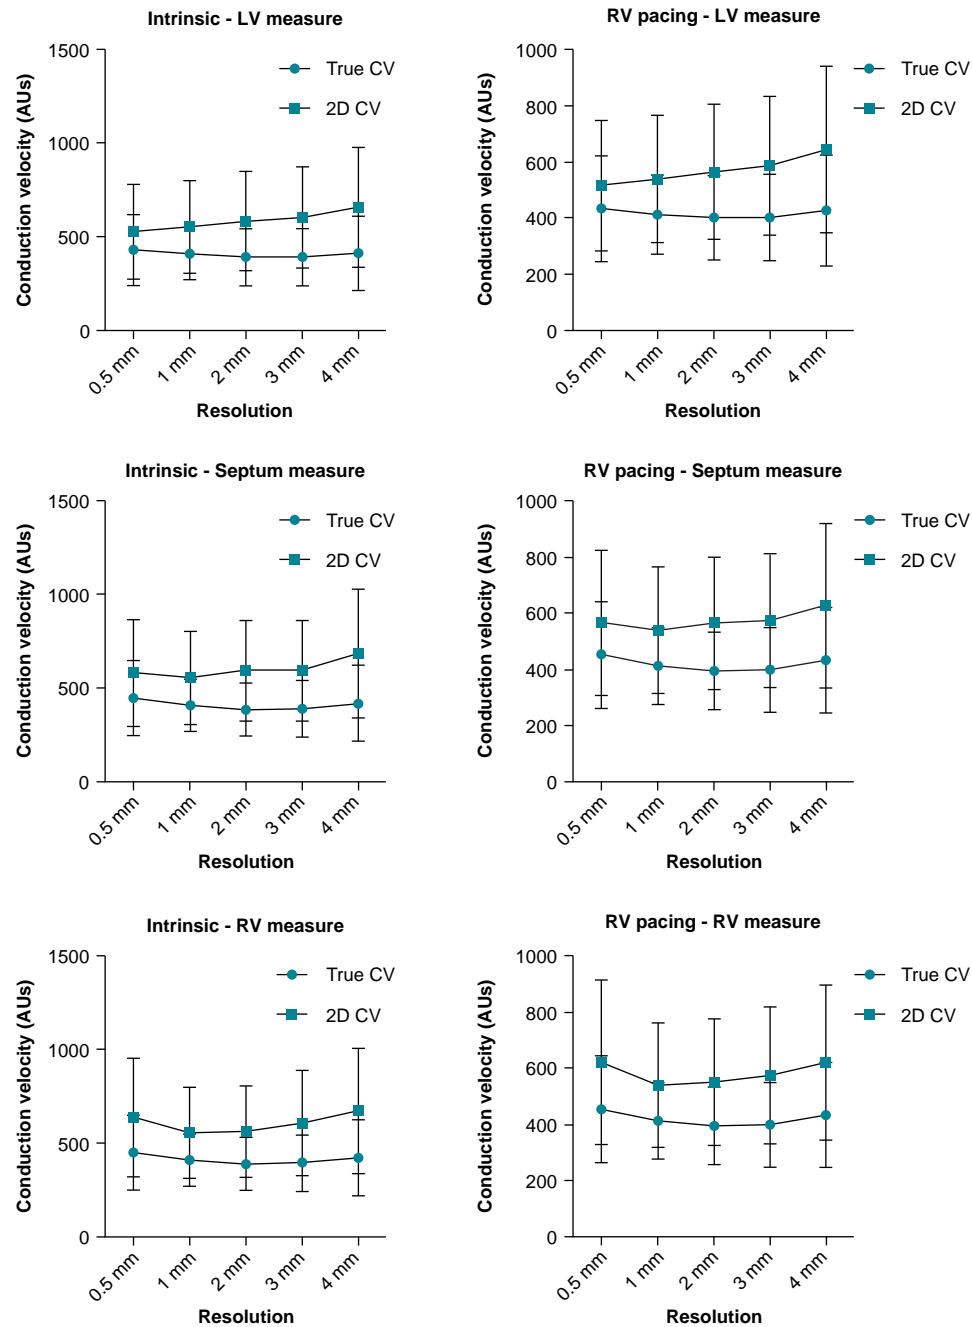 Intrinsic - LV measure
Conduction velocity (AUs)
1500
1000
500
0
True CV
2D CV
0.5 mm
1 mm
2 mm
3 mm
4 mm
Resolution
RV pacing - LV measure
Conduction velocity (AUs)
1000
800
600
400
200
0
True CV
2D CV
0.5 mm
1 mm
2 mm
3 mm
4 mm
Resolution
Intrinsic - Septum measure
Conduction velocity (AUs)
1500
1000
500
0
True CV
2D CV
0.5 mm
1 mm
2 mm
3 mm
4 mm
Resolution
RV pacing - Septum measure
Conduction velocity (AUs)
1000
800
600
400
200
0
True CV
2D CV
0.5 mm
1 mm
2 mm
3 mm
4 mm
Resolution
Intrinsic - RV measure
Conduction velocity (AUs)
1500
1000
500
0
True CV
2D CV
0.5 mm
1 mm
2 mm
3 mm
4 mm
Resolution
RV pacing - RV measure
Conduction velocity (AUs)
1000
800
600
400
200
0
True CV
2D CV
0.5 mm
1 mm
2 mm
3 mm
4 mm
Resolution